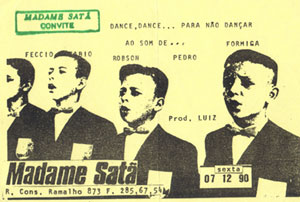 MADAME SATÃ
CONVITE
DANCE, DANCE... PARA NÃO DANÇAR
AO SOM DE...
FECCIO FABIO ROBSON PEDRO FORMIGA
Prod. LUIZ
Madame Satã
R. Cons. Ramalho 873 F. 285,67,54
sexta
07 12 90